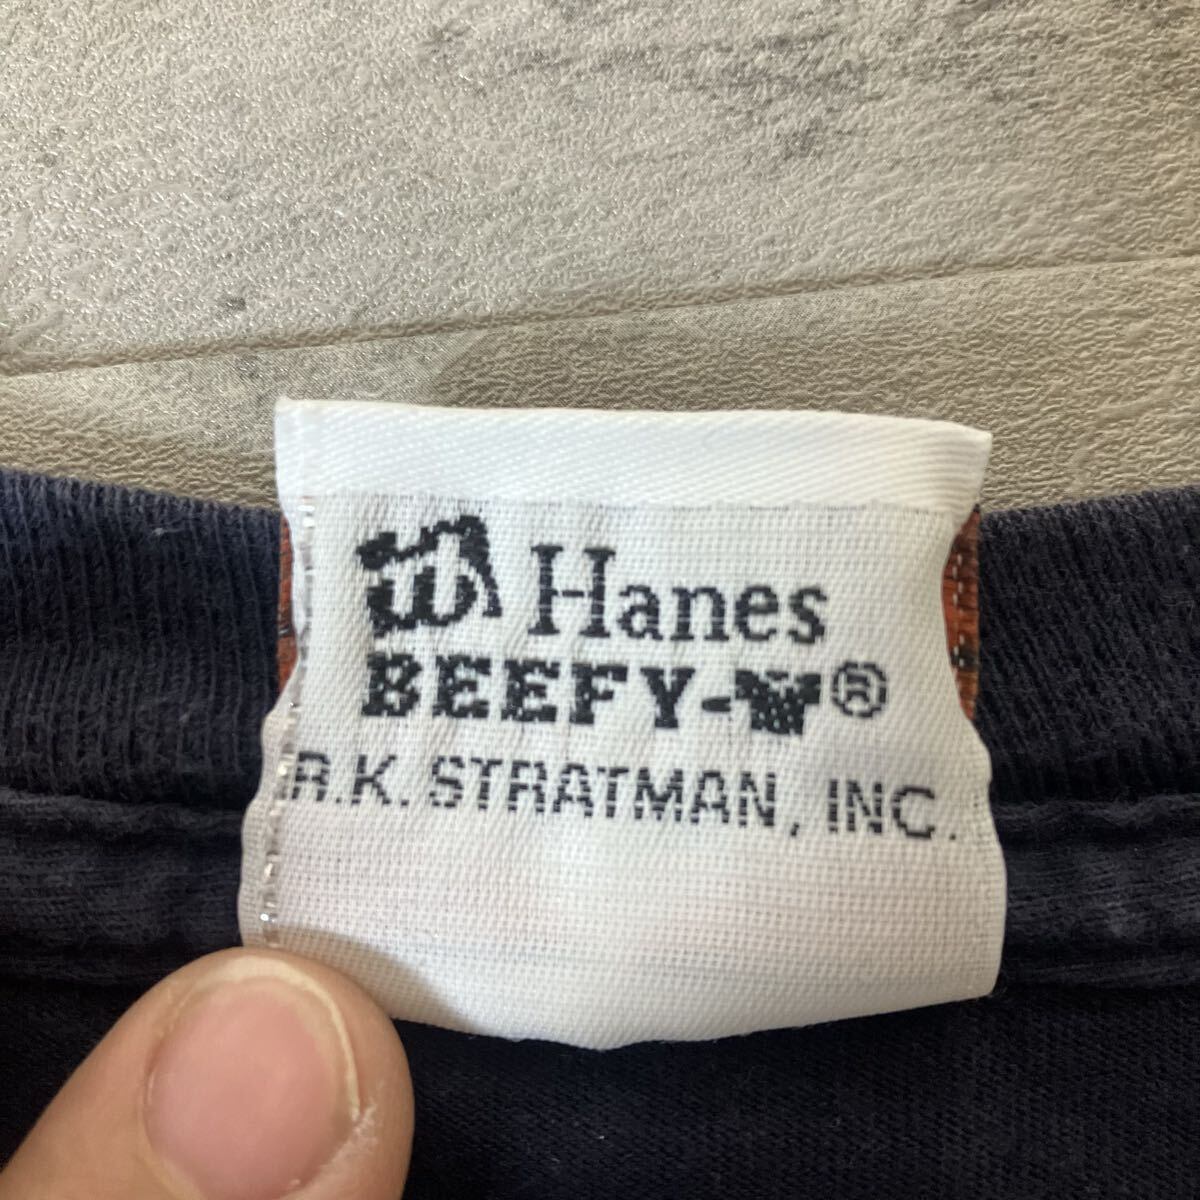 Hanes
BEEFY-T®
R.K. STRATMAN, INC.